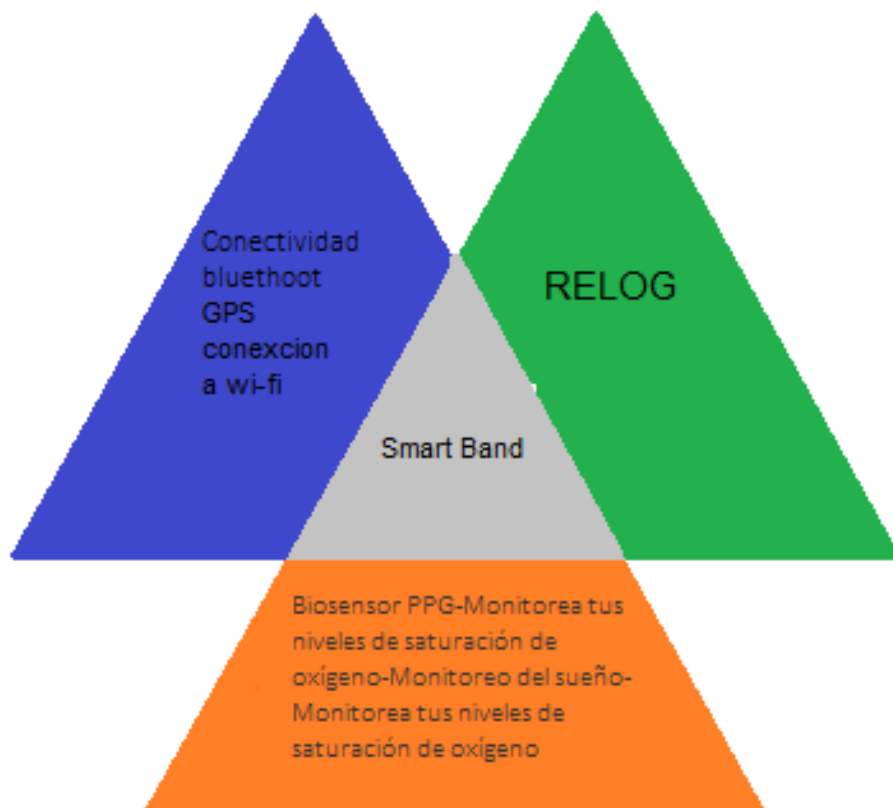 Conectividad
bluethoot
GPS
conexcion
a wi-fi
RELOG
Smart Band
Biosensor PPG-Monitorea tus
niveles de saturación de
oxígeno-Monitoreo del sueño-
Monitorea tus niveles de
saturación de oxígeno